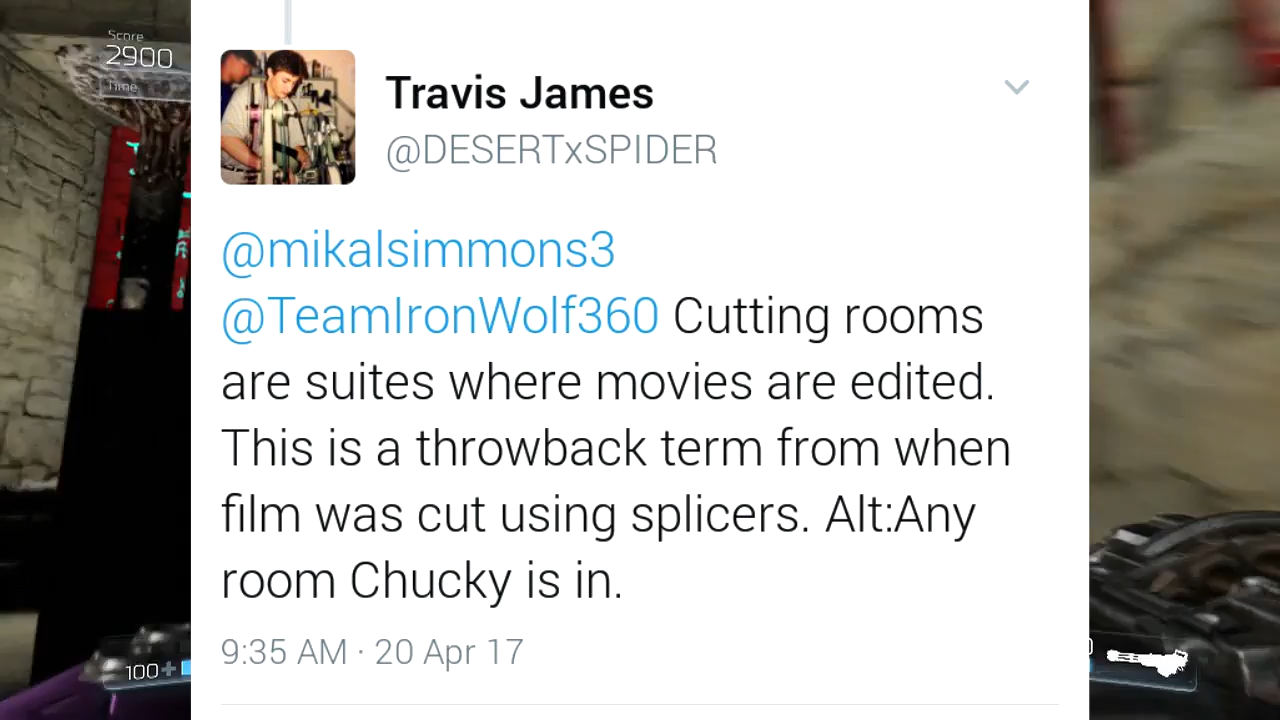 Score
2900
Time
Travis James
@DESERTxSPIDER
@mikalsimmons3
@TeamIronWolf360 Cutting rooms
are suites where movies are edited.
This is a throwback term from when
film was cut using splicers. Alt:Any
room Chucky is in.
9:35 AM · 20 Apr 17
100+